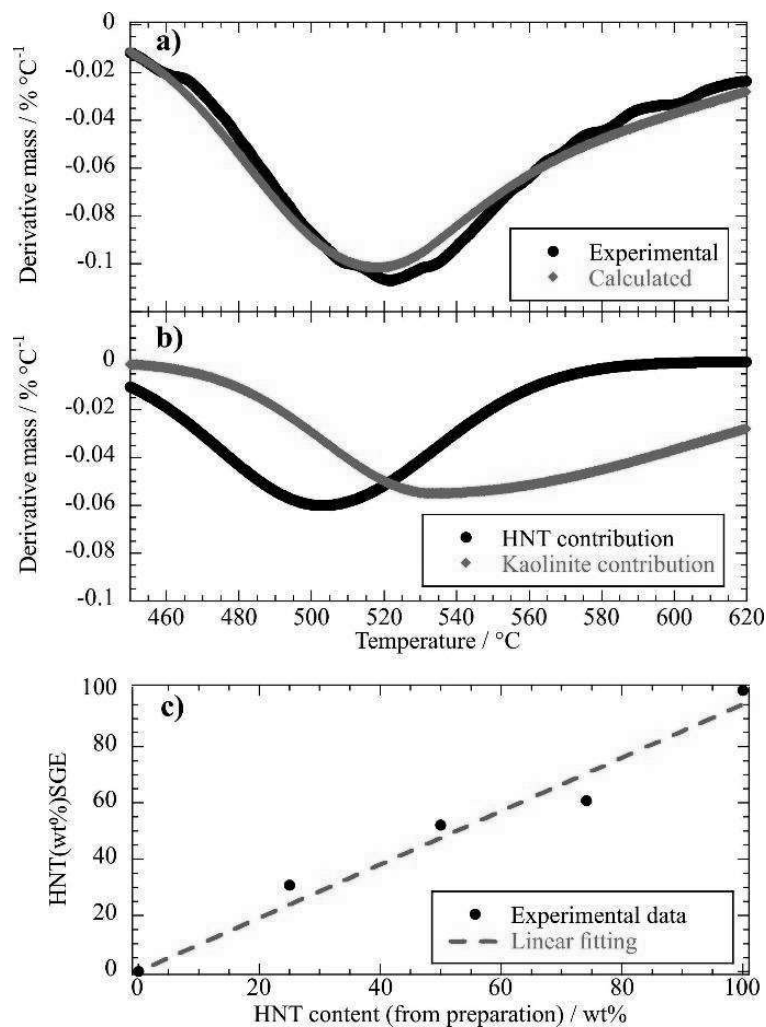 a)
0
-0.02
-0.04
-0.06
-0.08
-0.1
Derivative mass / % °C⁻¹
Experimental
Calculated
b)
0
-0.02
-0.04
-0.06
-0.08
-0.1
Derivative mass / % °C⁻¹
HNT contribution
Kaolinite contribution
460 480 500 520 540 560 580 600 620
Temperature / °C
c)
100
80
60
40
20
0
HNT(wt%)SGE
Experimental data
Linear fitting
0 20 40 60 80 100
HNT content (from preparation) / wt%